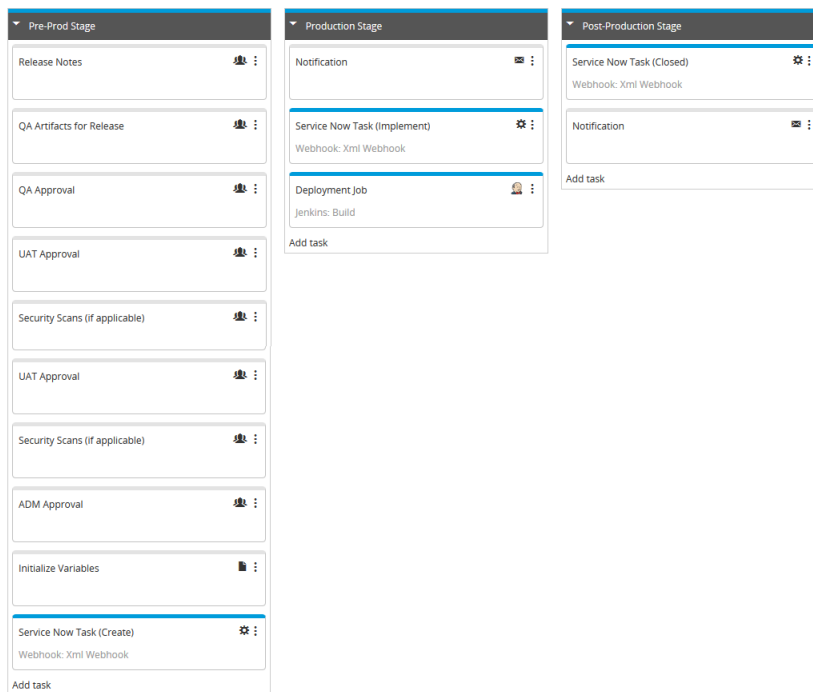 Pre-Prod Stage
Release Notes
QA Artifacts for Release
QA Approval
UAT Approval
Security Scans (if applicable)
UAT Approval
Security Scans (if applicable)
ADM Approval
Initialize Variables
Service Now Task (Create)
Webhook: Xml Webhook
Add task
Production Stage
Notification
Service Now Task (Implement)
Webhook: Xml Webhook
Deployment Job
Jenkins: Build
Add task
Post-Production Stage
Service Now Task (Closed)
Webhook: Xml Webhook
Notification
Add task